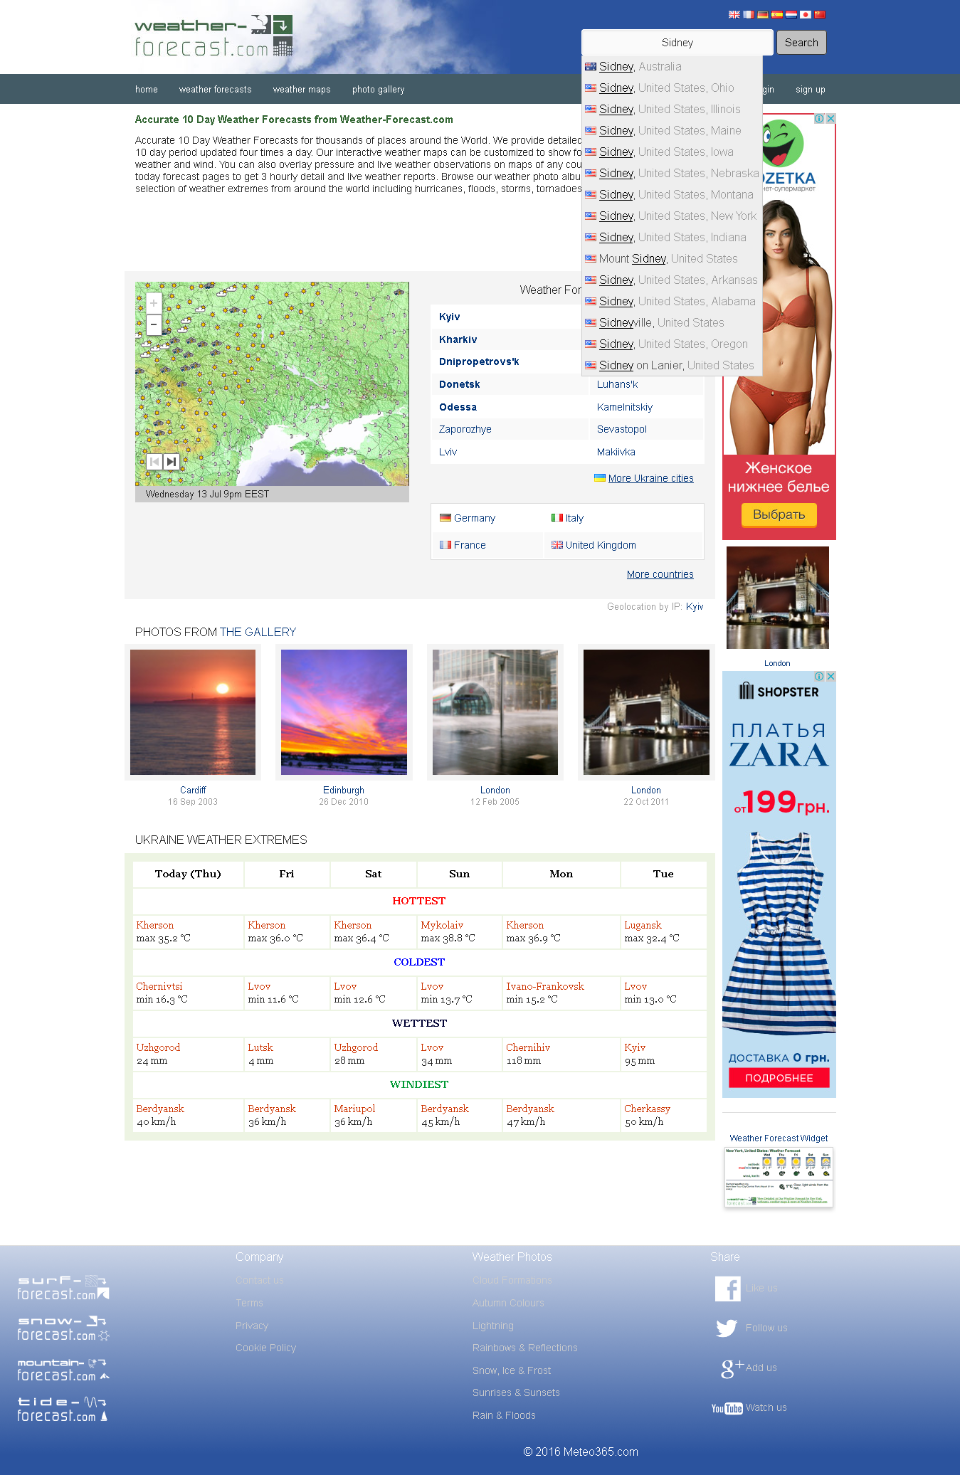 weather-
forecast.com
Sidney
Search
Sidney, Australia
Sidney, United States, Ohio
Sidney, United States, Illinois
Sidney, United States, Maine
Sidney, United States, Iowa
Sidney, United States, Nebraska
Sidney, United States, Montana
Sidney, United States, New York
Sidney, United States, Indiana
Mount Sidney, United States
Sidney, United States, Arkansas
Sidney, United States, Alabama
Sidneyville, United States
Sidney, United States, Oregon
Sidney on Lanier, United States
home
weather forecasts
weather maps
photo gallery
gin
sign up
Accurate 10 Day Weather Forecasts from Weather-Forecast.com
Accurate 10 Day Weather Forecasts for thousands of places around the World. We provide detailed
10 day period updated four times a day. Our interactive weather maps can be customized to show fo
weather and wind. You can also overlay pressure and live weather observations on maps of any cou
today forecast pages to get 3 hourly detail and live weather reports. Browse our weather photo albu
selection of weather extremes from around the world including hurricanes, floods, storms, tornadoes
Wednesday 13 Jul 9pm EEST
Weather For
Kyiv
Kharkiv
Dnipropetrovs'k
Donetsk
Luhans'k
Odessa
Kamelnitskiy
Zaporozhye
Sevastopol
Lviv
Makiivka
More Ukraine cities
Germany
Italy
France
United Kingdom
More countries
Geolocation by IP: Kyiv
OZETKA
нет-супермаркет
Женское
нижнее белье
Выбрать
London
PHOTOS FROM THE GALLERY
Cardiff
16 Sep 2003
Edinburgh
26 Dec 2010
London
12 Feb 2005
London
22 Oct 2011
SHOPSTER
ПЛАТЬЯ
ZARA
от 199 грн.
ДОСТАВКА 0 грн.
ПОДРОБНЕЕ
UKRAINE WEATHER EXTREMES
Today (Thu) Fri Sat Sun Mon Tue
HOTTEST
Kherson Kherson Kherson Mykolaiv Kherson Lugansk
max 35.2 °C max 36.0 °C max 36.4 °C max 38.8 °C max 36.9 °C max 32.4 °C
COLDEST
Chernivtsi Lvov Lvov Lvov Ivano-Frankovsk Lvov
min 16.3 °C min 11.6 °C min 12.6 °C min 13.7 °C min 15.2 °C min 13.0 °C
WETTEST
Uzhgorod Lutsk Uzhgorod Lvov Chernihiv Kyiv
24 mm 4 mm 28 mm 34 mm 118 mm 95 mm
WINDIEST
Berdyansk Berdyansk Mariupol Berdyansk Berdyansk Cherkassy
40 km/h 36 km/h 36 km/h 45 km/h 47 km/h 50 km/h
Weather Forecast Widget
New York, United States: Weather Forecast
surf-
forecast.com
snow-
forecast.com
mountain-
forecast.com
tide-
forecast.com
Company
Contact us
Terms
Privacy
Cookie Policy
Weather Photos
Cloud Formations
Autumn Colours
Lightning
Rainbows & Reflections
Snow, Ice & Frost
Sunrises & Sunsets
Rain & Floods
Share
Like us
Follow us
Add us
YouTube
Watch us
© 2016 Meteo365.com